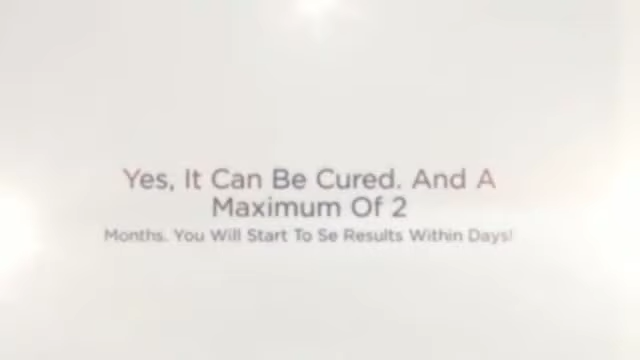 Yes, It Can Be Cured. And A
Maximum Of 2
Months. You Will Start To Se Results Within Days!